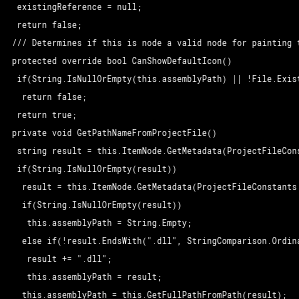 existingReference = null;
return false;
/// Determines if this is node a valid node for painting
protected override bool CanShowDefaultIcon()
if(String.IsNullOrEmpty(this.assemblyPath) || !File.Exist
return false;
return true;
private void GetPathNameFromProjectFile()
string result = this.ItemNode.GetMetadata(ProjectFileCons
if(String.IsNullOrEmpty(result))
result = this.ItemNode.GetMetadata(ProjectFileConstants
if(String.IsNullOrEmpty(result))
this.assemblyPath = String.Empty;
else if(!result.EndsWith(".dll", StringComparison.Ordina
result += ".dll";
this.assemblyPath = result;
this.assemblyPath = this.GetFullPathFromPath(result);